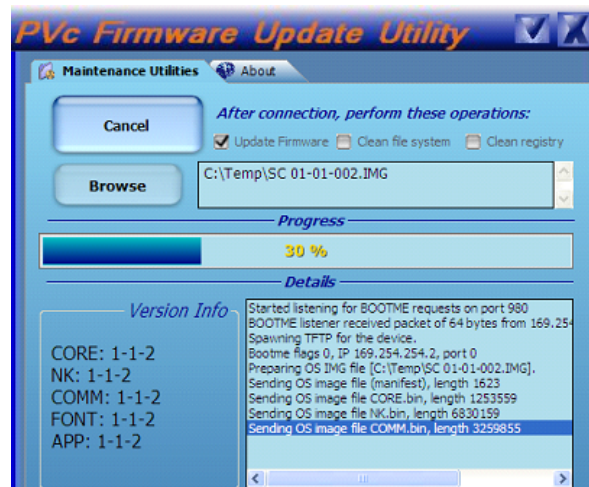 PVc Firmware Update Utility
Maintenance Utilities
About
Cancel
After connection, perform these operations:
Update Firmware
Clean file system
Clean registry
Browse
C:\Temp\SC 01-01-002.IMG
Progress
30 %
Details
Version Info
CORE: 1-1-2
NK: 1-1-2
COMM: 1-1-2
FONT: 1-1-2
APP: 1-1-2
Started listening for BOOTME requests on port 980
BOOTME listener received packet of 64 bytes from 169.254
Spawning TFTP for the device.
Bootme flags 0, IP 169.254.254.2, port 0
Preparing OS IMG file [C:\Temp\SC 01-01-002.IMG].
Sending OS image file (manifest), length 1623
Sending OS image file CORE.bin, length 1253559
Sending OS image file NK.bin, length 6830159
Sending OS image file COMM.bin, length 3259855